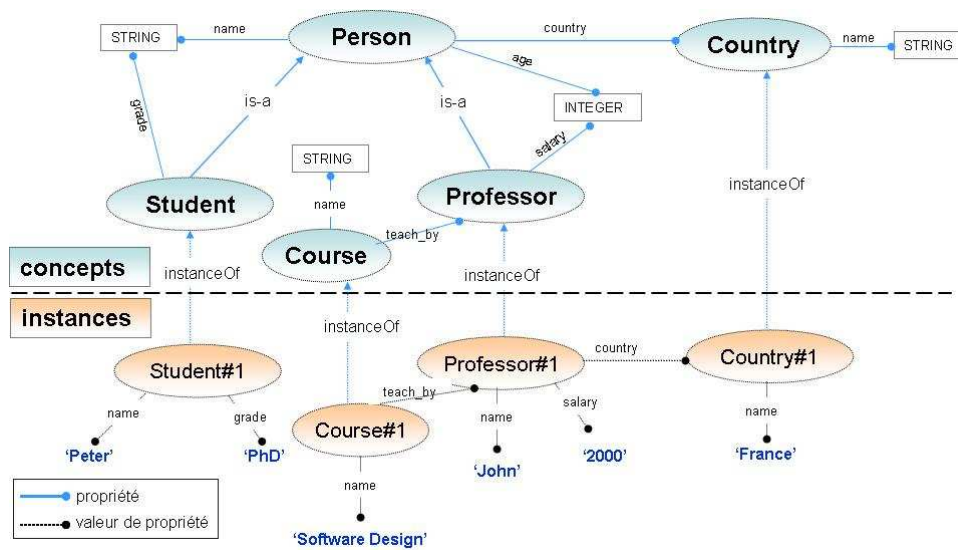 name
Person
country
Country
name
STRING
STRING
age
grade
is-a
is-a
INTEGER
salary
STRING
Student
name
Professor
instanceOf
teach_by
Course
concepts
instanceOf
instanceOf
instances
instanceOf
Student#1
Professor#1
country
Country#1
teach_by
name
grade
Course#1
name
salary
name
'Peter'
'PhD'
'John'
'2000'
'France'
name
propriété
valeur de propriété
'Software Design'